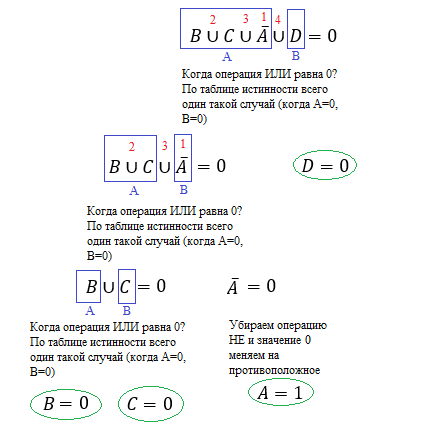 2 3 1 4
B ∪ C ∪ Ā ∪ D = 0
A B
Когда операция ИЛИ равна 0?
По таблице истинности всего
один такой случай (когда A=0,
B=0)
2 3 1
B ∪ C ∪ Ā = 0 D = 0
A B
Когда операция ИЛИ равна 0?
По таблице истинности всего
один такой случай (когда A=0,
B=0)
B ∪ C = 0 Ā = 0
A B
Когда операция ИЛИ равна 0?
По таблице истинности всего
один такой случай (когда A=0,
B=0)
Убираем операцию
НЕ и значение 0
меняем на
противоположное
B = 0 C = 0 A = 1